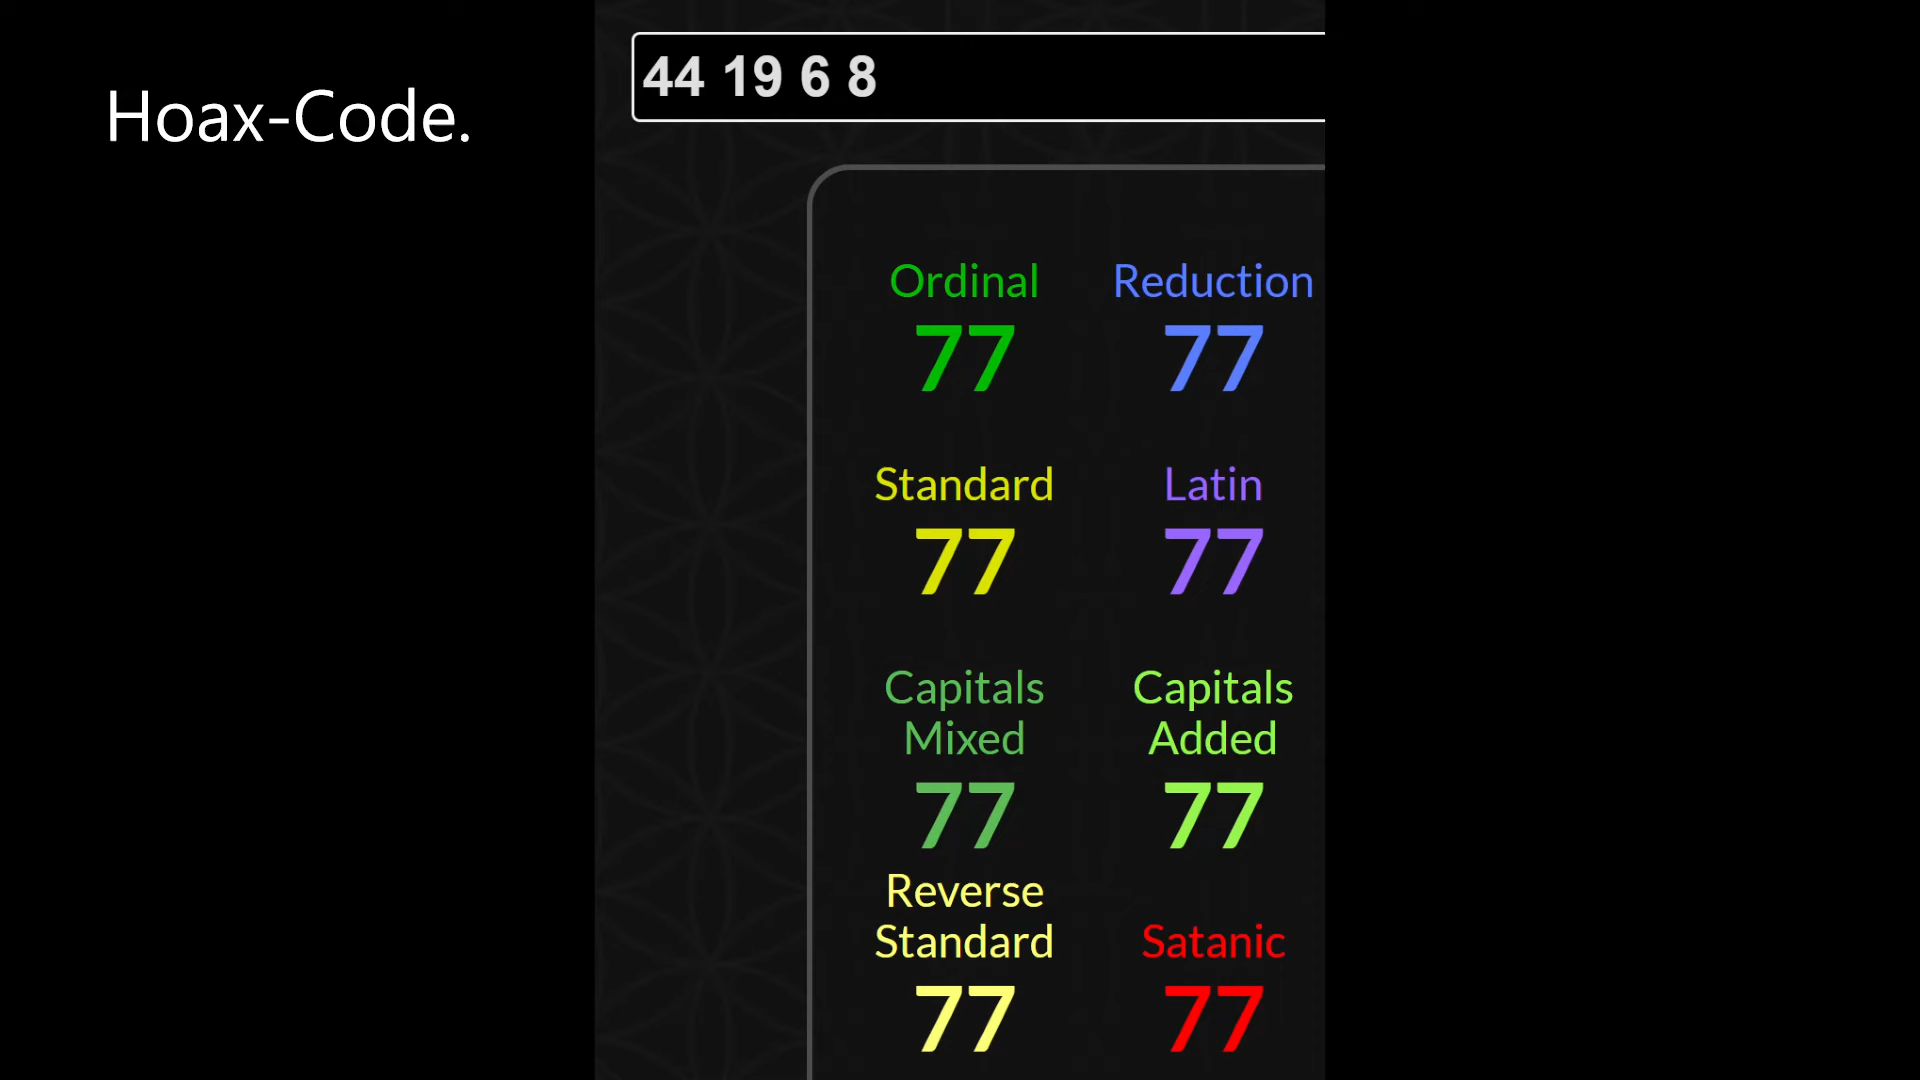 Hoax-Code.
44 19 6 8
Ordinal Reduction
77 77
Standard Latin
77 77
Capitals Capitals
Mixed Added
77 77
Reverse
Standard Satanic
77 77